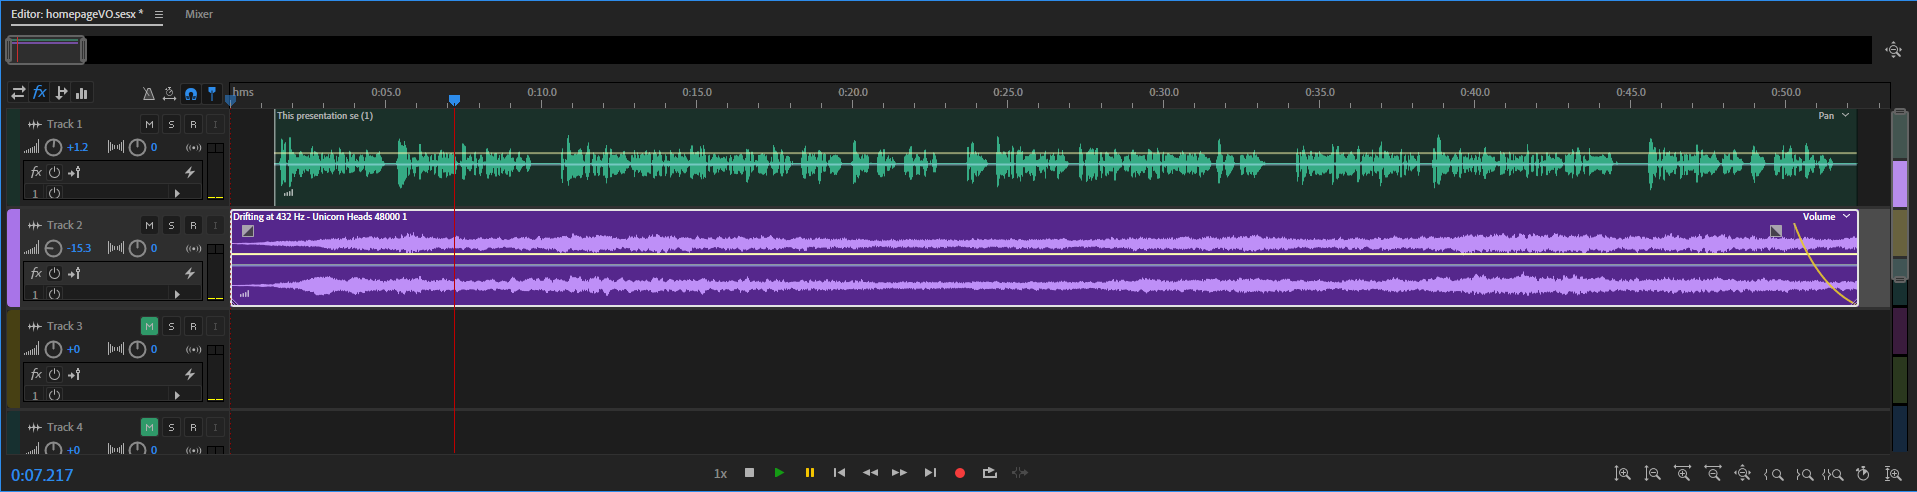 Editor: homepageVO.sesx * Mixer
fx hms 0:05.0 0:10.0 0:15.0 0:20.0 0:25.0 0:30.0 0:35.0 0:40.0 0:45.0 0:50.0
This presentation se (1) Pan
Track 1 M S R I
+1.2 0
fx
1
Drifting at 432 Hz - Unicorn Heads 48000 1 Volume
Track 2 M S R I
-15.3 0
fx
1
Track 3 M S R I
+0 0
fx
1
Track 4 M S R I
+0 0
0:07.217 1x